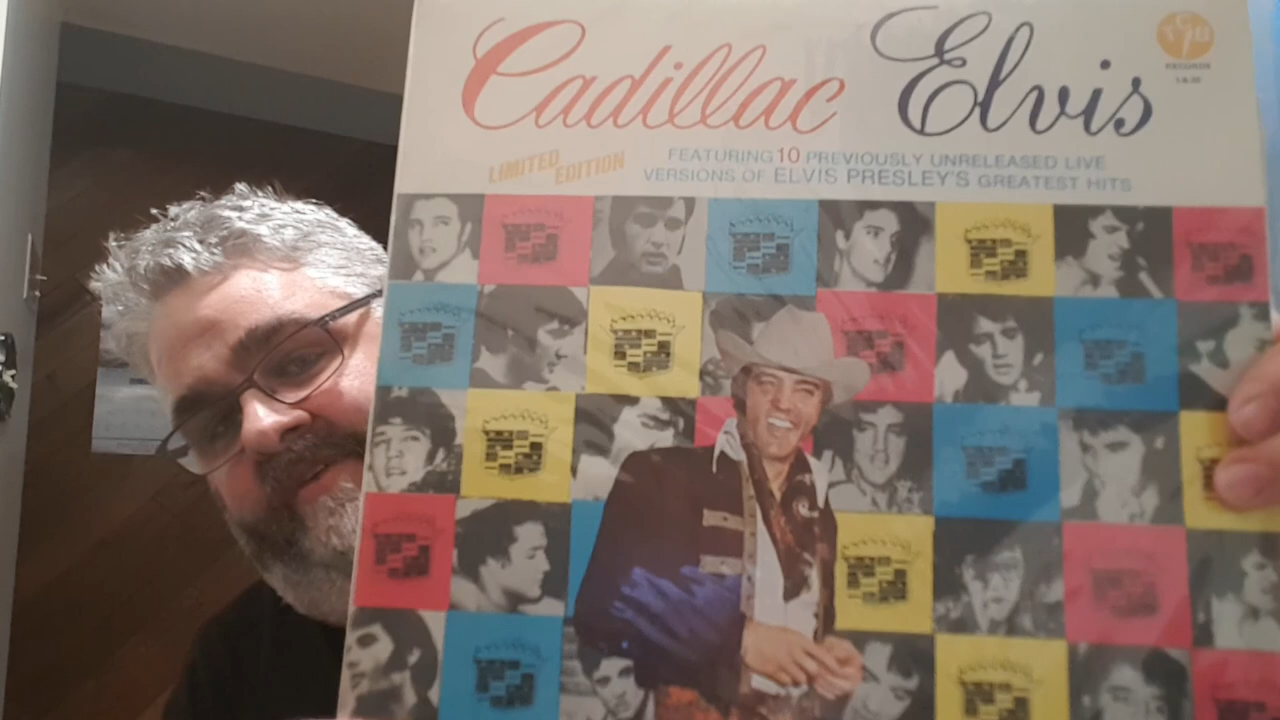 Cadillac Elvis
LIMITED EDITION
FEATURING 10 PREVIOUSLY UNRELEASED LIVE
VERSIONS OF ELVIS PRESLEY'S GREATEST HITS
RECORDS